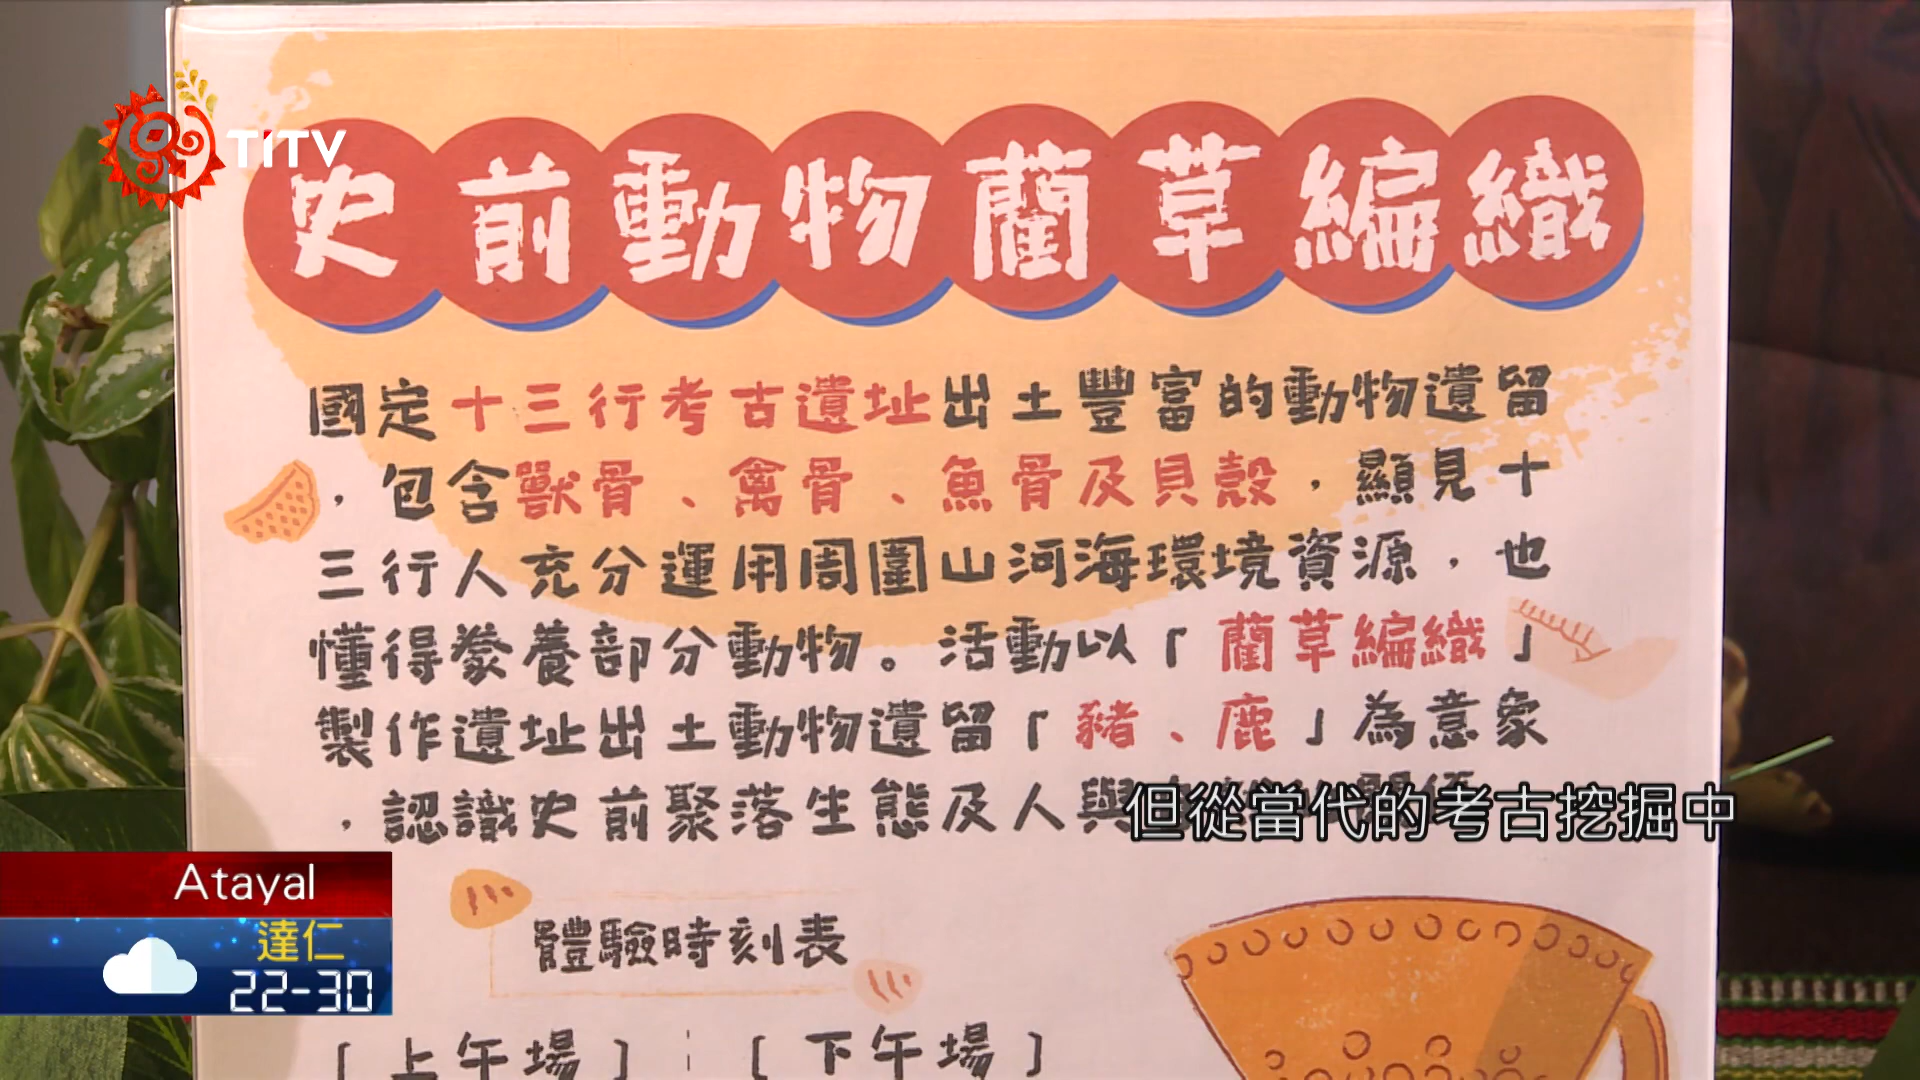 TiTV
史前動物藺草編織
國定十三行考古遺址出土豐富的動物遺留
，包含獸骨、禽骨、魚骨及貝殼，顯見十
三行人充分運用周圍山河海環境資源，也
懂得豢養部分動物。活動以「藺草編織」
製作遺址出土動物遺留「豬、鹿」為意象
，認識史前聚落生態及人與
但從當代的考古挖掘中
Atayal
達仁
22-30
體驗時刻表
［上午場］ ［下午場］